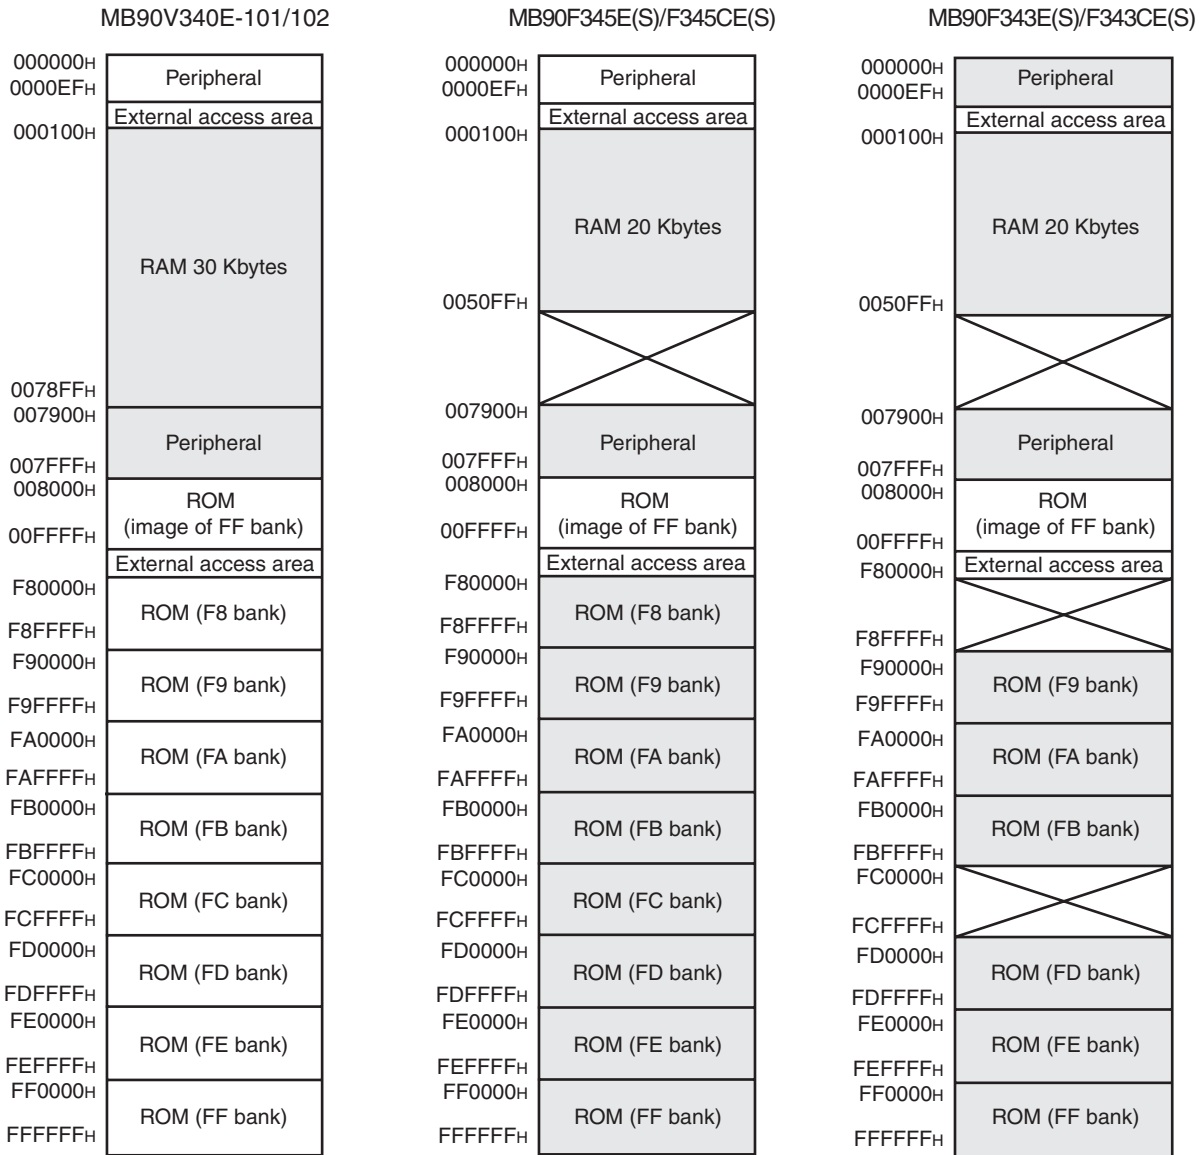 MB90V340E-101/102
000000H
0000EFH
Peripheral
External access area
000100H
RAM 30 Kbytes
0078FFH
007900H
Peripheral
007FFFH
008000H
ROM
(image of FF bank)
00FFFFH
External access area
F80000H
ROM (F8 bank)
F8FFFFH
F90000H
ROM (F9 bank)
F9FFFFH
FA0000H
ROM (FA bank)
FAFFFFH
FB0000H
ROM (FB bank)
FBFFFFH
FC0000H
ROM (FC bank)
FCFFFFH
FD0000H
ROM (FD bank)
FDFFFFH
FE0000H
ROM (FE bank)
FEFFFFH
FF0000H
ROM (FF bank)
FFFFFFH
MB90F345E(S)/F345CE(S)
000000H
0000EFH
Peripheral
External access area
000100H
RAM 20 Kbytes
0050FFH
007900H
Peripheral
007FFFH
008000H
ROM
(image of FF bank)
00FFFFH
External access area
F80000H
ROM (F8 bank)
F8FFFFH
F90000H
ROM (F9 bank)
F9FFFFH
FA0000H
ROM (FA bank)
FAFFFFH
FB0000H
ROM (FB bank)
FBFFFFH
FC0000H
ROM (FC bank)
FCFFFFH
FD0000H
ROM (FD bank)
FDFFFFH
FE0000H
ROM (FE bank)
FEFFFFH
FF0000H
ROM (FF bank)
FFFFFFH
MB90F343E(S)/F343CE(S)
000000H
0000EFH
Peripheral
External access area
000100H
RAM 20 Kbytes
0050FFH
007900H
Peripheral
007FFFH
008000H
ROM
(image of FF bank)
00FFFFH
External access area
F80000H
F8FFFFH
F90000H
ROM (F9 bank)
F9FFFFH
FA0000H
ROM (FA bank)
FAFFFFH
FB0000H
ROM (FB bank)
FBFFFFH
FC0000H
FCFFFFH
FD0000H
ROM (FD bank)
FDFFFFH
FE0000H
ROM (FE bank)
FEFFFFH
FF0000H
ROM (FF bank)
FFFFFFH